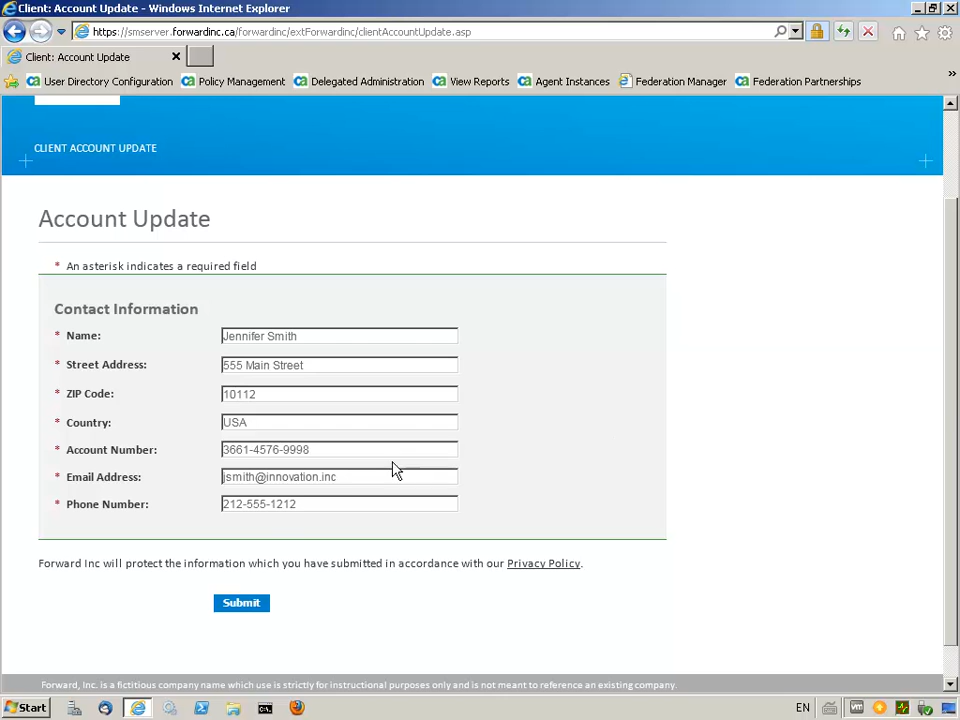 Client: Account Update - Windows Internet Explorer
https://smserver.forwardinc.ca/forwardinc/extForwardinc/clientAccountUpdate.asp
Client: Account Update
User Directory Configuration Policy Management Delegated Administration View Reports Agent Instances Federation Manager Federation Partnerships
CLIENT ACCOUNT UPDATE
Account Update
* An asterisk indicates a required field
Contact Information
* Name: Jennifer Smith
* Street Address: 555 Main Street
* ZIP Code: 10112
* Country: USA
* Account Number: 3661-4576-9998
* Email Address: jsmith@innovation.inc
* Phone Number: 212-555-1212
Forward Inc will protect the information which you have submitted in accordance with our Privacy Policy.
Submit
Forward, Inc. is a fictitious company name which use is strictly for instructional purposes only and is not meant to reference an existing company.
Start EN